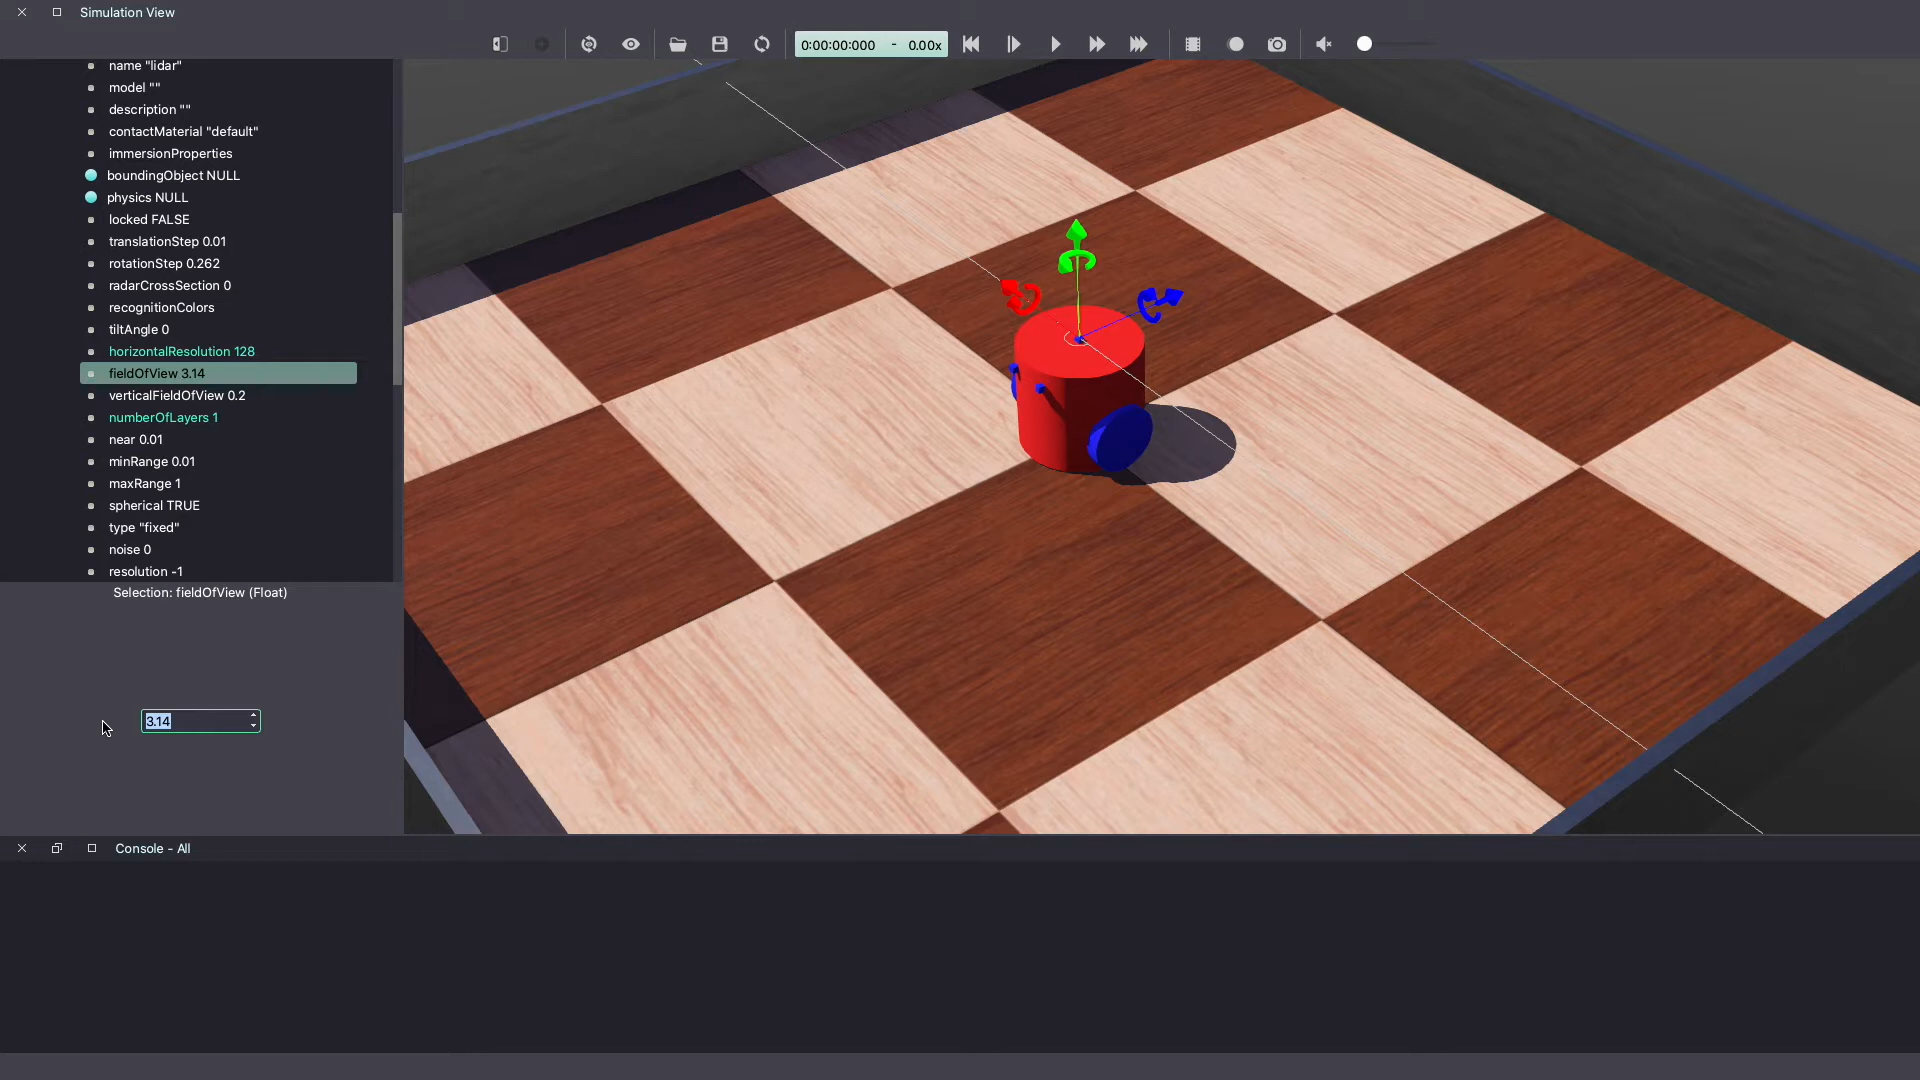 Simulation View
0:00:00:000 - 0.00x
name "lidar"
model ""
description ""
contactMaterial "default"
immersionProperties
boundingObject NULL
physics NULL
locked FALSE
translationStep 0.01
rotationStep 0.262
radarCrossSection 0
recognitionColors
tiltAngle 0
horizontalResolution 128
fieldOfView 3.14
verticalFieldOfView 0.2
numberOfLayers 1
near 0.01
minRange 0.01
maxRange 1
spherical TRUE
type "fixed"
noise 0
resolution -1
Selection: fieldOfView (Float)
3.14
Console - All